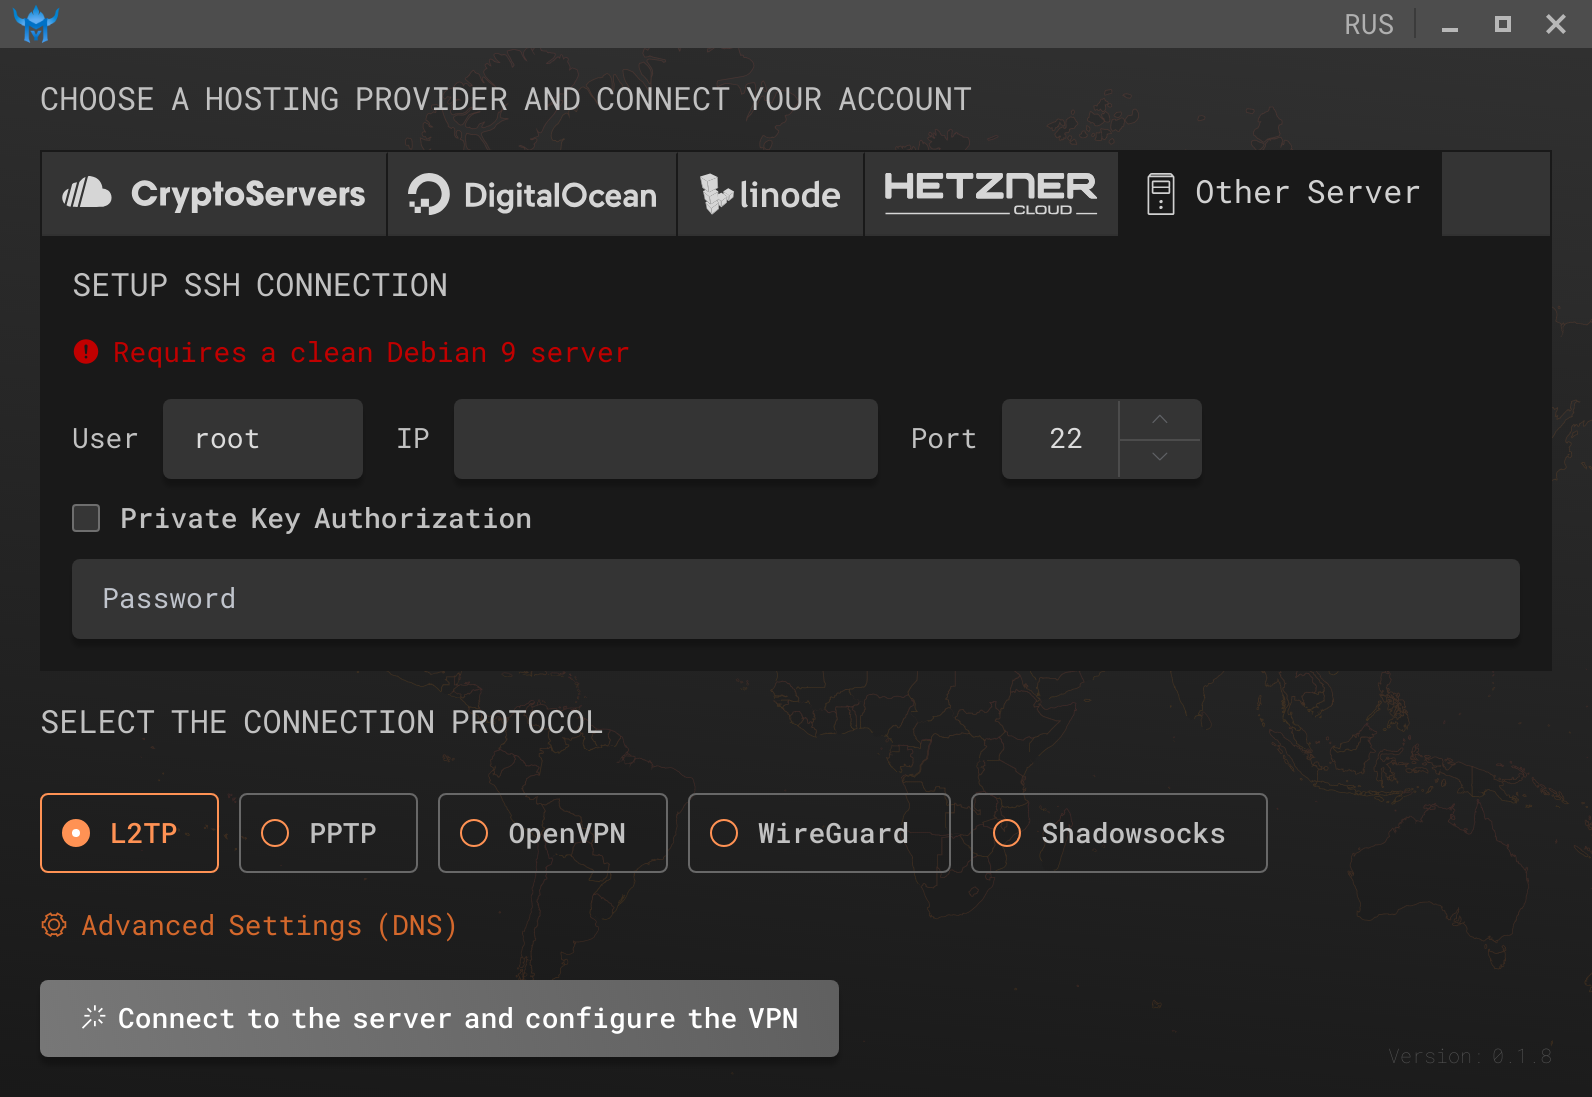 RUS
CHOOSE A HOSTING PROVIDER AND CONNECT YOUR ACCOUNT
CryptoServers
DigitalOcean
linode
HETZNER
CLOUD
Other Server
SETUP SSH CONNECTION
Requires a clean Debian 9 server
User root IP Port 22
Private Key Authorization
Password
SELECT THE CONNECTION PROTOCOL
L2TP PPTP OpenVPN WireGuard Shadowsocks
Advanced Settings (DNS)
Connect to the server and configure the VPN
Version: 0.1.8